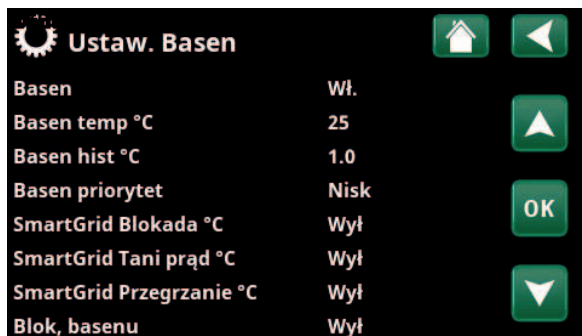 Ustaw. Basen
Basen Wł.
Basen temp °C 25
Basen hist °C 1.0
Basen priorytet Nisk
SmartGrid Blokada °C Wył
SmartGrid Tani prąd °C Wył
SmartGrid Przegrzanie °C Wył
Blok, basenu Wył
OK